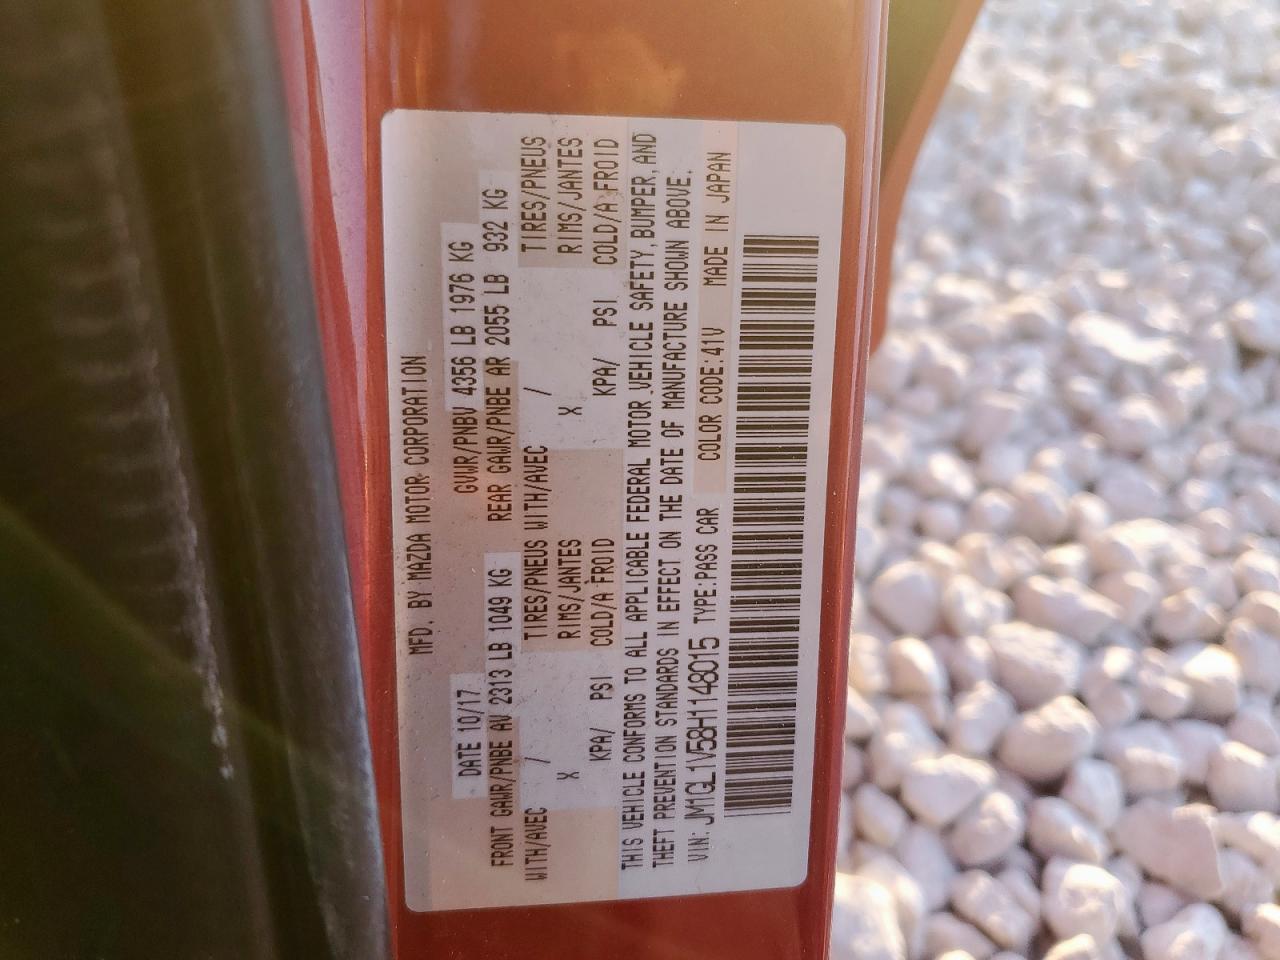 MFD. BY MAZDA MOTOR CORPORATION
DATE 10/17 GVWR/PNBV 4356 LB 1976 KG
FRONT GAWR/PNBE AV 2313 LB 1049 KG REAR GAWR/PNBE AR 2055 LB 932 KG
WITH/AVEC / TIRES/PNEUS WITH/AVEC / TIRES/PNEUS
X RIMS/JANTES X RIMS/JANTES
KPA/ PSI COLD/A FROID KPA/ PSI COLD/A FROID
THIS VEHICLE CONFORMS TO ALL APPLICABLE FEDERAL MOTOR VEHICLE SAFETY, BUMPER, AND
THEFT PREVENTION STANDARDS IN EFFECT ON THE DATE OF MANUFACTURE SHOWN ABOVE.
VIN: JM1GL1V58H1148015 TYPE:PASS CAR COLOR CODE:41V MADE IN JAPAN